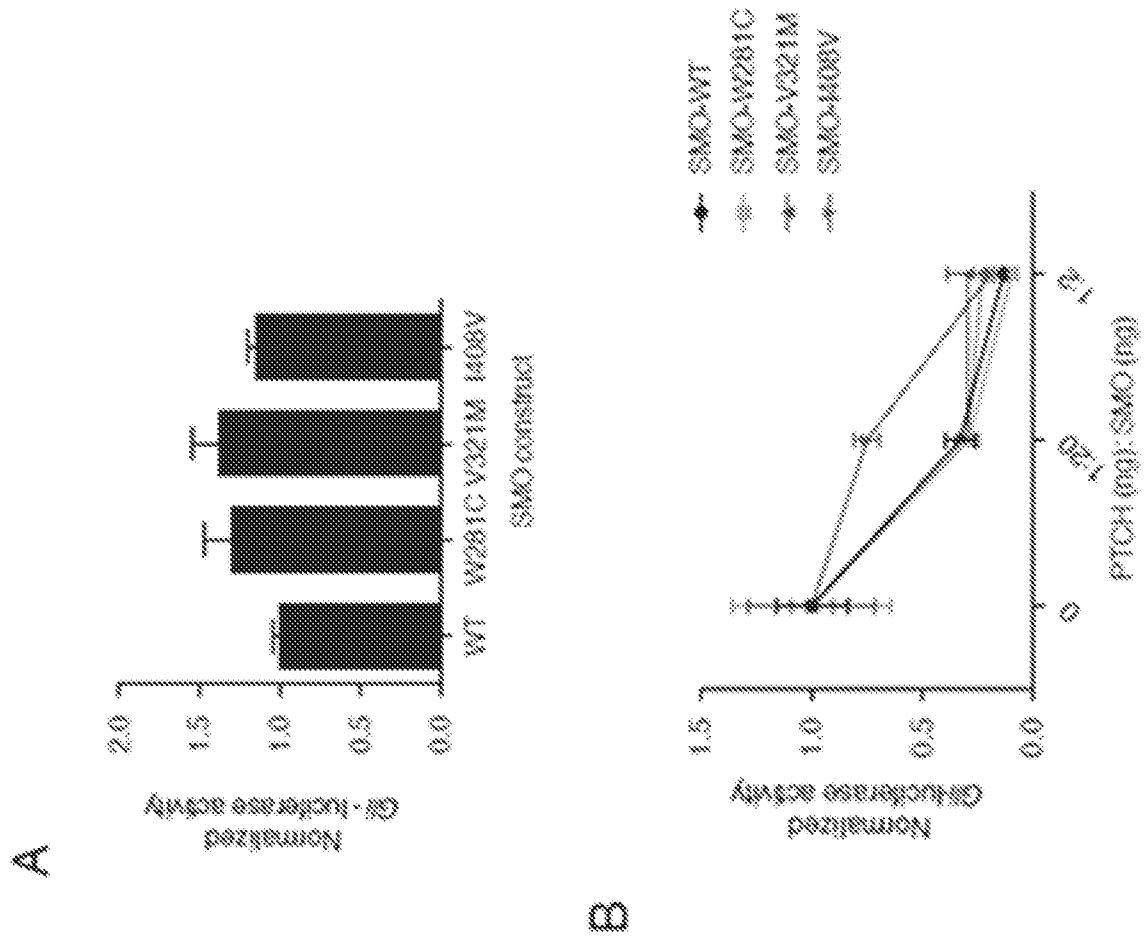 A
Normalized
Gli - luciferase activity
2.0
1.5
1.0
0.5
0.0
WT
W281C
V321M
I408V
SMO construct
B
Normalized
Gli-luciferase activity
1.5
1.0
0.5
0.0
0
1:20
1:2
PTCH (ng): SMO (ng)
SMO-WT
SMO-W281C
SMO-V321M
SMO-I408V